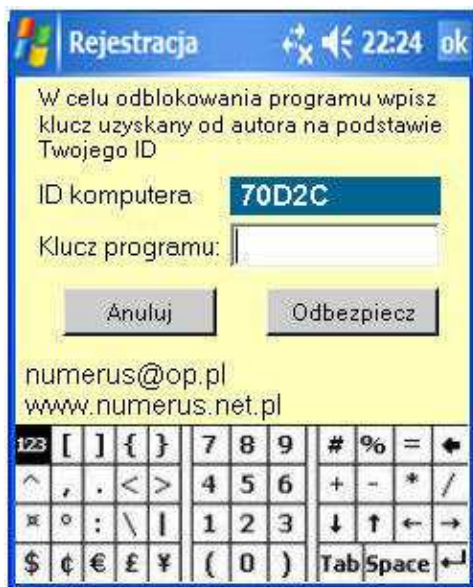 Rejestracja 22:24 ok
W celu odblokowania programu wpisz
klucz uzyskany od autora na podstawie
Twojego ID
ID komputera 70D2C
Klucz programu:
Anuluj Odbezpiecz
numerus@op.pl
www.numerus.net.pl
123 [ ] { } 7 8 9 # % = ←
^ , . < > 4 5 6 + - * /
¤ ° : \ | 1 2 3 ↓ ↑ ← →
$ ¢ € £ ¥ ( 0 ) Tab Space ↵